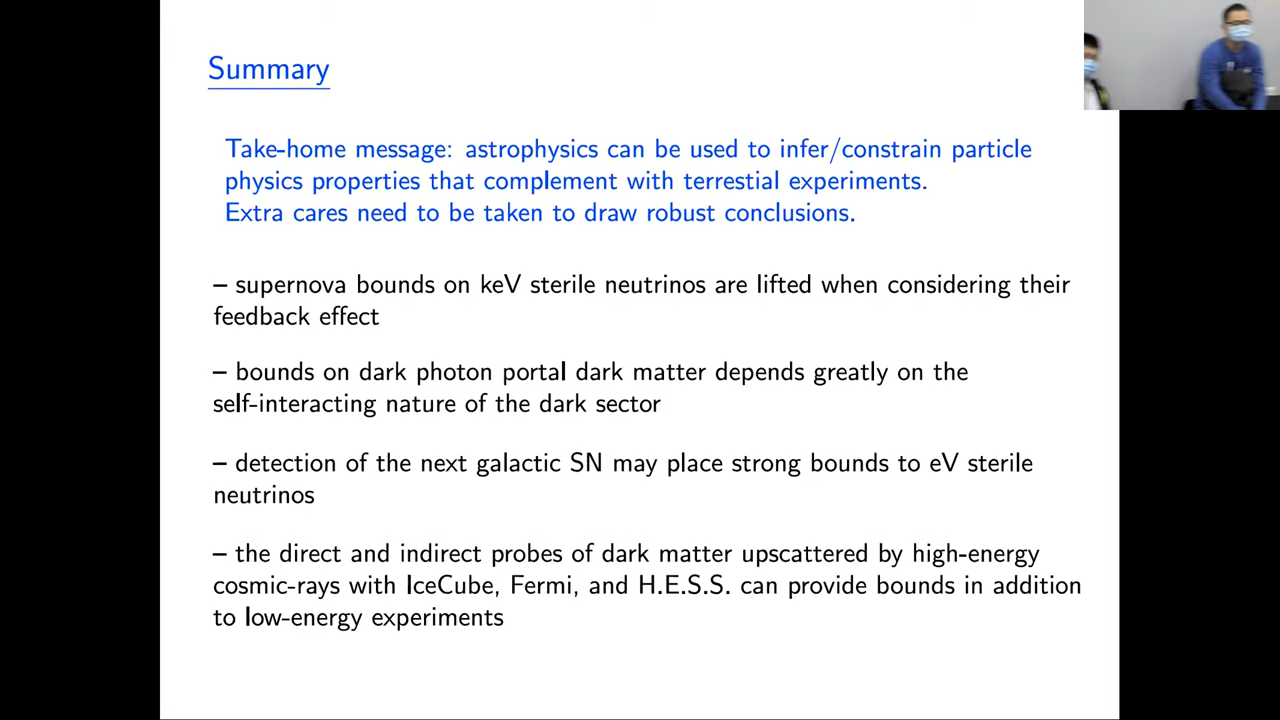 Summary
Take-home message: astrophysics can be used to infer/constrain particle
physics properties that complement with terrestial experiments.
Extra cares need to be taken to draw robust conclusions.
– supernova bounds on keV sterile neutrinos are lifted when considering their
feedback effect
– bounds on dark photon portal dark matter depends greatly on the
self-interacting nature of the dark sector
– detection of the next galactic SN may place strong bounds to eV sterile
neutrinos
– the direct and indirect probes of dark matter upscattered by high-energy
cosmic-rays with IceCube, Fermi, and H.E.S.S. can provide bounds in addition
to low-energy experiments